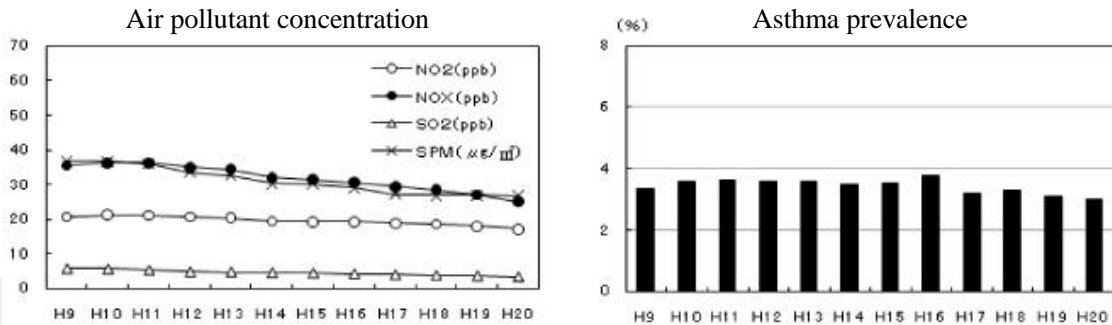 Air pollutant concentration
70
60
50
40
30
20
10
0
NO2(ppb)
NOX(ppb)
SO2(ppb)
SPM(μg/㎥)
H9 H10 H11 H12 H13 H14 H15 H16 H17 H18 H19 H20
Asthma prevalence
(%)
8
6
4
2
0
H9 H10 H11 H12 H13 H14 H15 H16 H17 H18 H19 H20